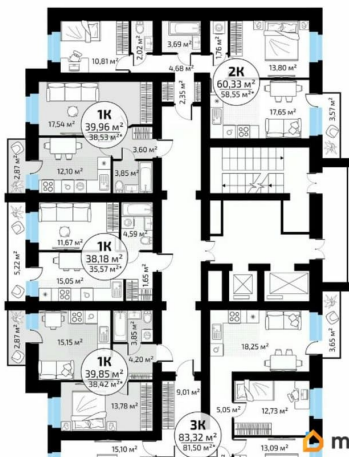 10,81 м²
2,02 м²
3,69 м²
1,76 м²
13,80 м²
4,68 м²
2К
60,33 м²
58,55 м²*
2,35 м²
1К
39,96 м²
38,53 м²*
17,54 м²
17,65 м²
3,57 м²
3,60 м²
2,87 м²
12,10 м²
3,85 м²
4,59 м²
11,67 м²
1К
38,18 м²
35,57 м²*
5,22 м²
15,05 м²
1,65 м²
2,87 м²
15,15 м²
3,85 м²
4,20 м²
18,25 м²
3,65 м²
1К
39,85 м²
38,42 м²*
13,78 м²
9,01 м²
5,05 м²
12,73 м²
3К
83,32 м²
81,50 м²*
15,10 м²
13,09 м²
m